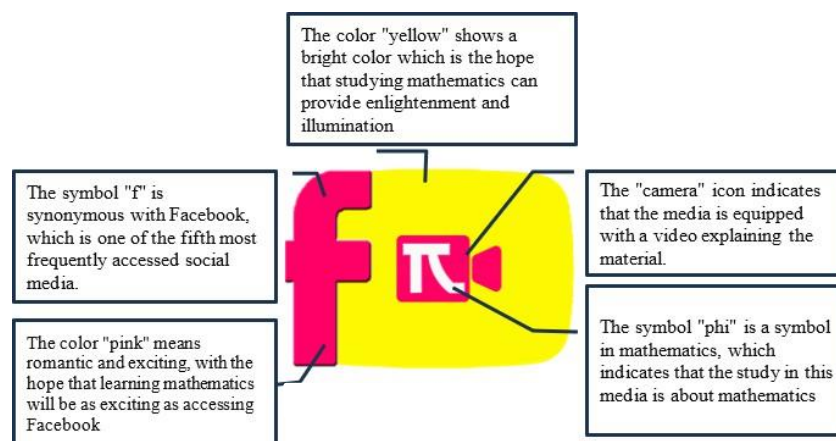 The color "yellow" shows a
bright color which is the hope
that studying mathematics can
provide enlightenment and
illumination
The symbol "f" is
synonymous with Facebook,
which is one of the fifth most
frequently accessed social
media.
The color "pink" means
romantic and exciting, with the
hope that learning mathematics
will be as exciting as accessing
Facebook
f
π
The "camera" icon indicates
that the media is equipped
with a video explaining the
material.
The symbol "phi" is a symbol
in mathematics, which
indicates that the study in this
media is about mathematics